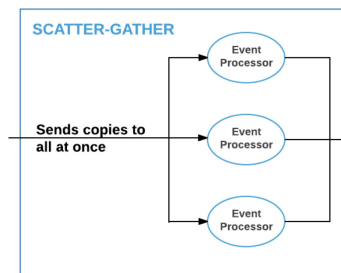 SCATTER-GATHER
Event
Processor
Sends copies to
all at once
Event
Processor
Event
Processor